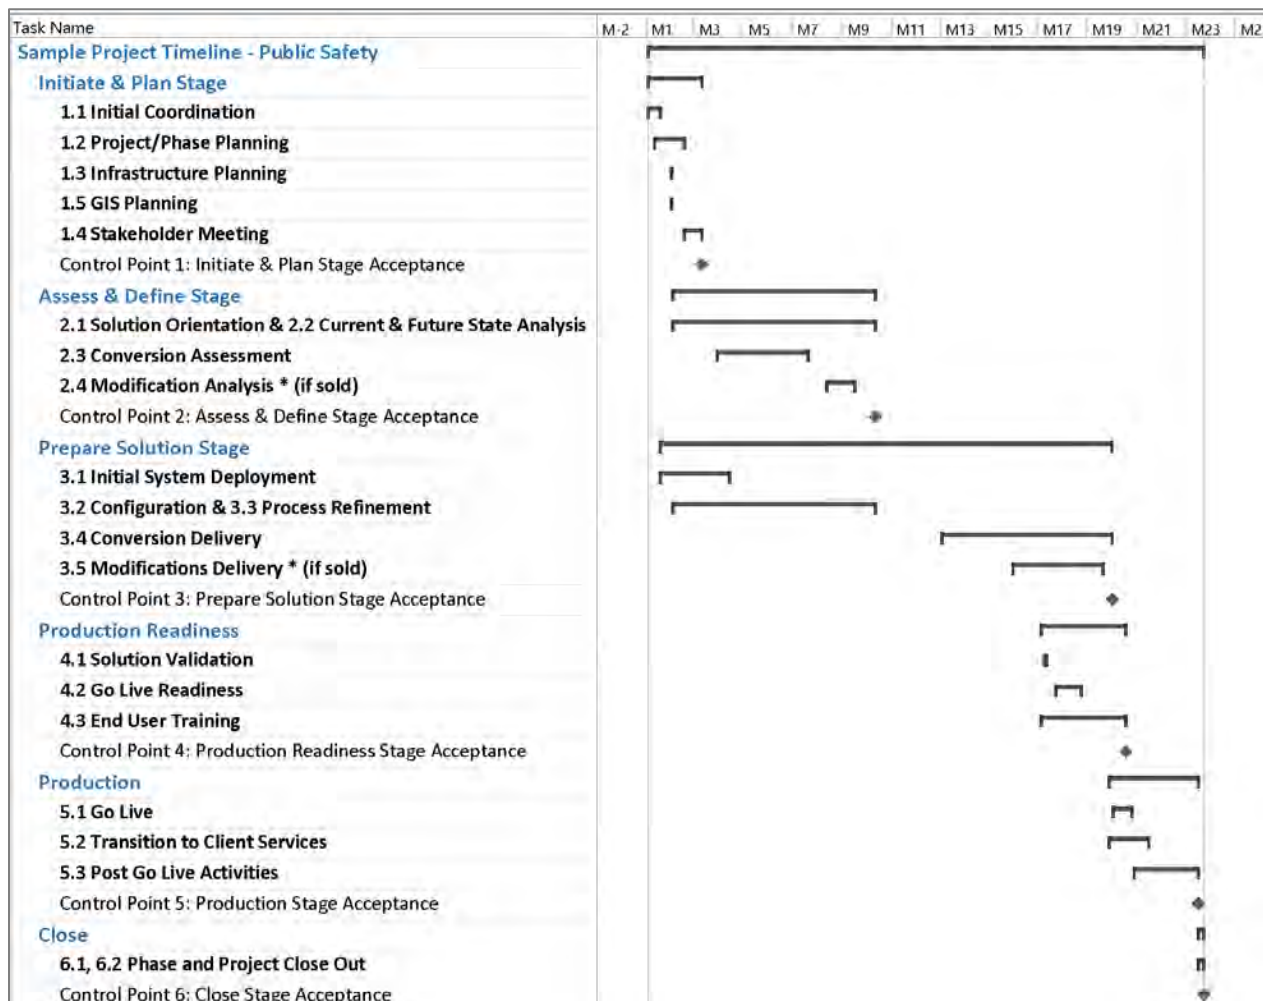 Task Name M-2 M1 M3 M5 M7 M9 M11 M13 M15 M17 M19 M21 M23 M2
Sample Project Timeline - Public Safety
Initiate & Plan Stage
1.1 Initial Coordination
1.2 Project/Phase Planning
1.3 Infrastructure Planning
1.5 GIS Planning
1.4 Stakeholder Meeting
Control Point 1: Initiate & Plan Stage Acceptance
Assess & Define Stage
2.1 Solution Orientation & 2.2 Current & Future State Analysis
2.3 Conversion Assessment
2.4 Modification Analysis * (if sold)
Control Point 2: Assess & Define Stage Acceptance
Prepare Solution Stage
3.1 Initial System Deployment
3.2 Configuration & 3.3 Process Refinement
3.4 Conversion Delivery
3.5 Modifications Delivery * (if sold)
Control Point 3: Prepare Solution Stage Acceptance
Production Readiness
4.1 Solution Validation
4.2 Go Live Readiness
4.3 End User Training
Control Point 4: Production Readiness Stage Acceptance
Production
5.1 Go Live
5.2 Transition to Client Services
5.3 Post Go Live Activities
Control Point 5: Production Stage Acceptance
Close
6.1, 6.2 Phase and Project Close Out
Control Point 6: Close Stage Acceptance